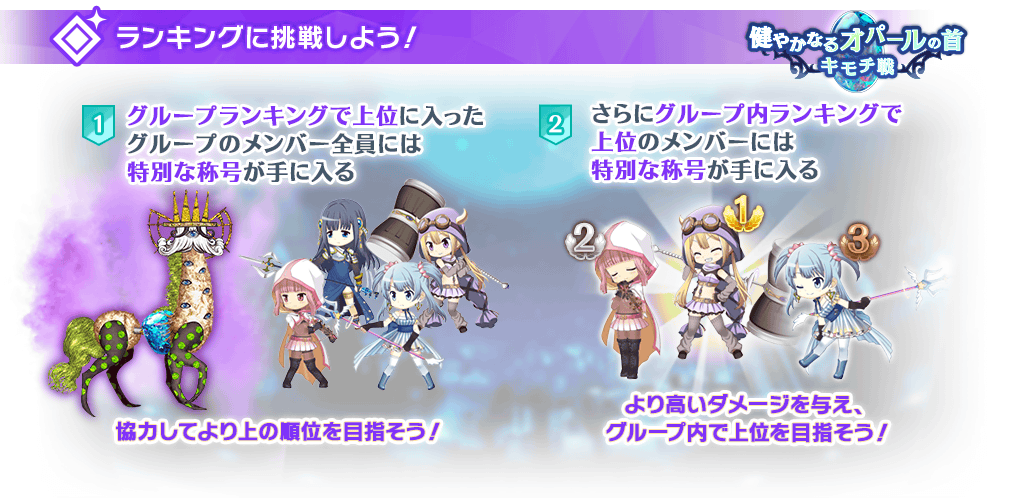 ランキングに挑戦しよう!
健やかなるオパールの首
キモチ戦
1
グループランキングで上位に入った
グループのメンバー全員には
特別な称号が手に入る
協力してより上の順位を目指そう!
2
さらにグループ内ランキングで
上位のメンバーには
特別な称号が手に入る
2
1
3
より高いダメージを与え、
グループ内で上位を目指そう!